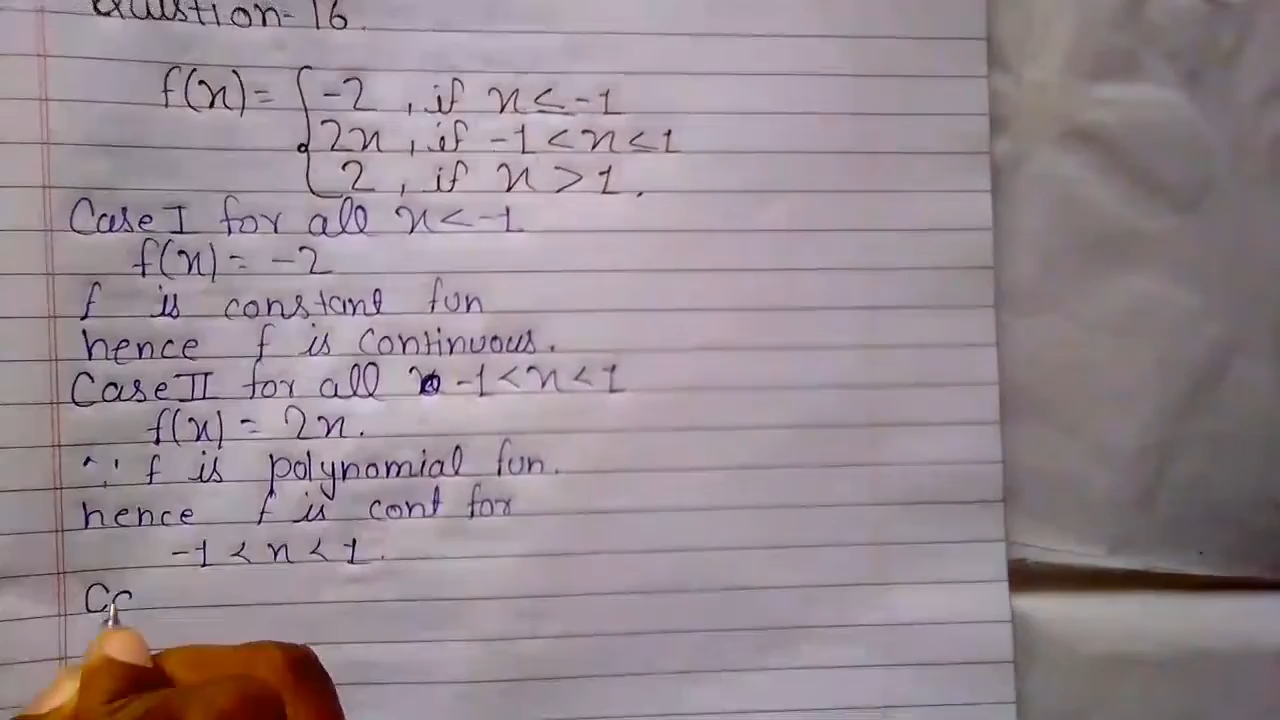 Question-16.
f(x) = { -2 , if x ≤ -1
2x , if -1 < x < 1
2 , if x > 1.
Case I for all x < -1
f(x) = -2
f is constant fun
hence f is continuous.
Case II for all -1 < x < 1
f(x) = 2x.
∵ f is polynomial fun.
hence f is cont for
-1 < x < 1.
Ca